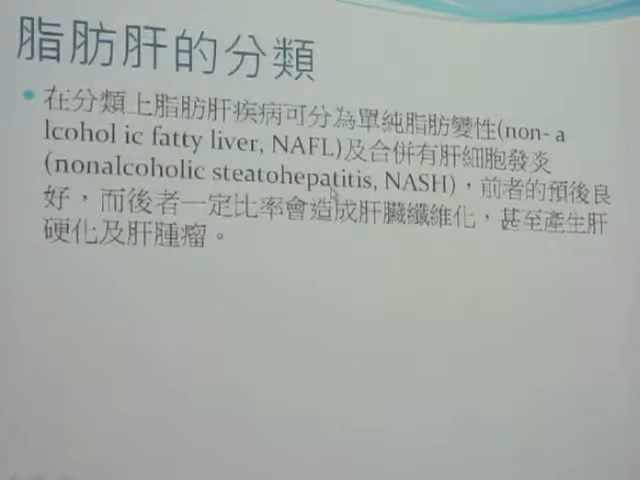 脂肪肝的分類
在分類上脂肪肝疾病可分為單純脂肪變性(non- a
lcohol ic fatty liver, NAFL)及合併有肝細胞發炎
(nonalcoholic steatohepatitis, NASH)，前者的預後良
好，而後者一定比率會造成肝臟纖維化，甚至產生肝
硬化及肝腫瘤。